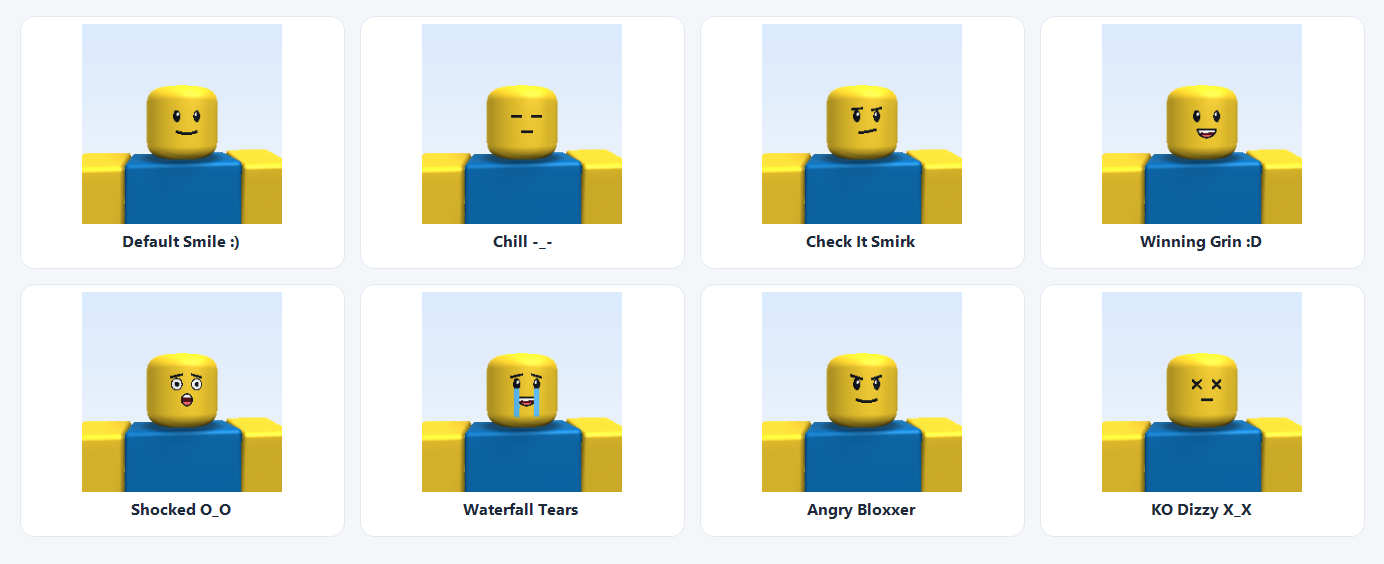 Default Smile :)
Chill -_-
Check It Smirk
Winning Grin :D
Shocked O_O
Waterfall Tears
Angry Bloxxer
KO Dizzy X_X